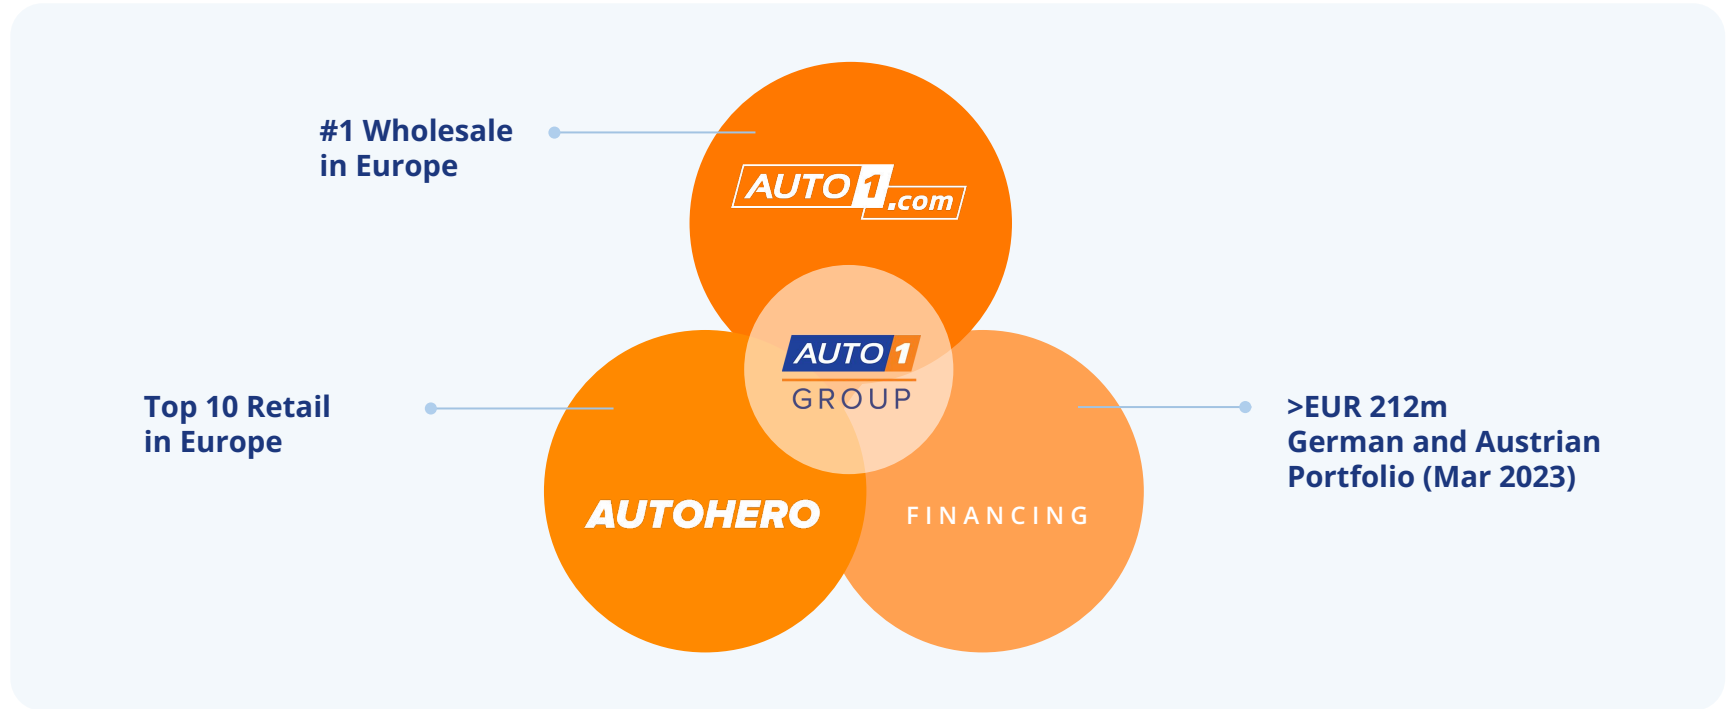 #1 Wholesale
in Europe
AUTO1.com
AUTO1
GROUP
Top 10 Retail
in Europe
>EUR 212m
German and Austrian
Portfolio (Mar 2023)
AUTOHERO
FINANCING